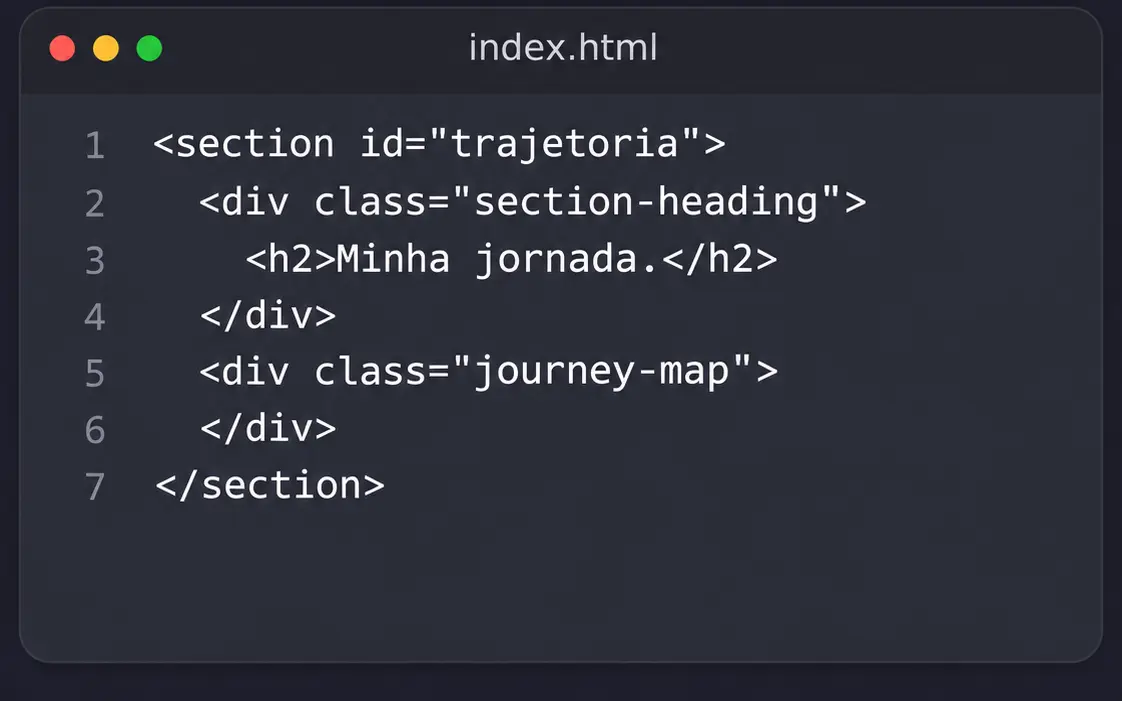 index.html
1 <section id="trajetoria">
2   <div class="section-heading">
3     <h2>Minha jornada.</h2>
4   </div>
5   <div class="journey-map">
6   </div>
7 </section>